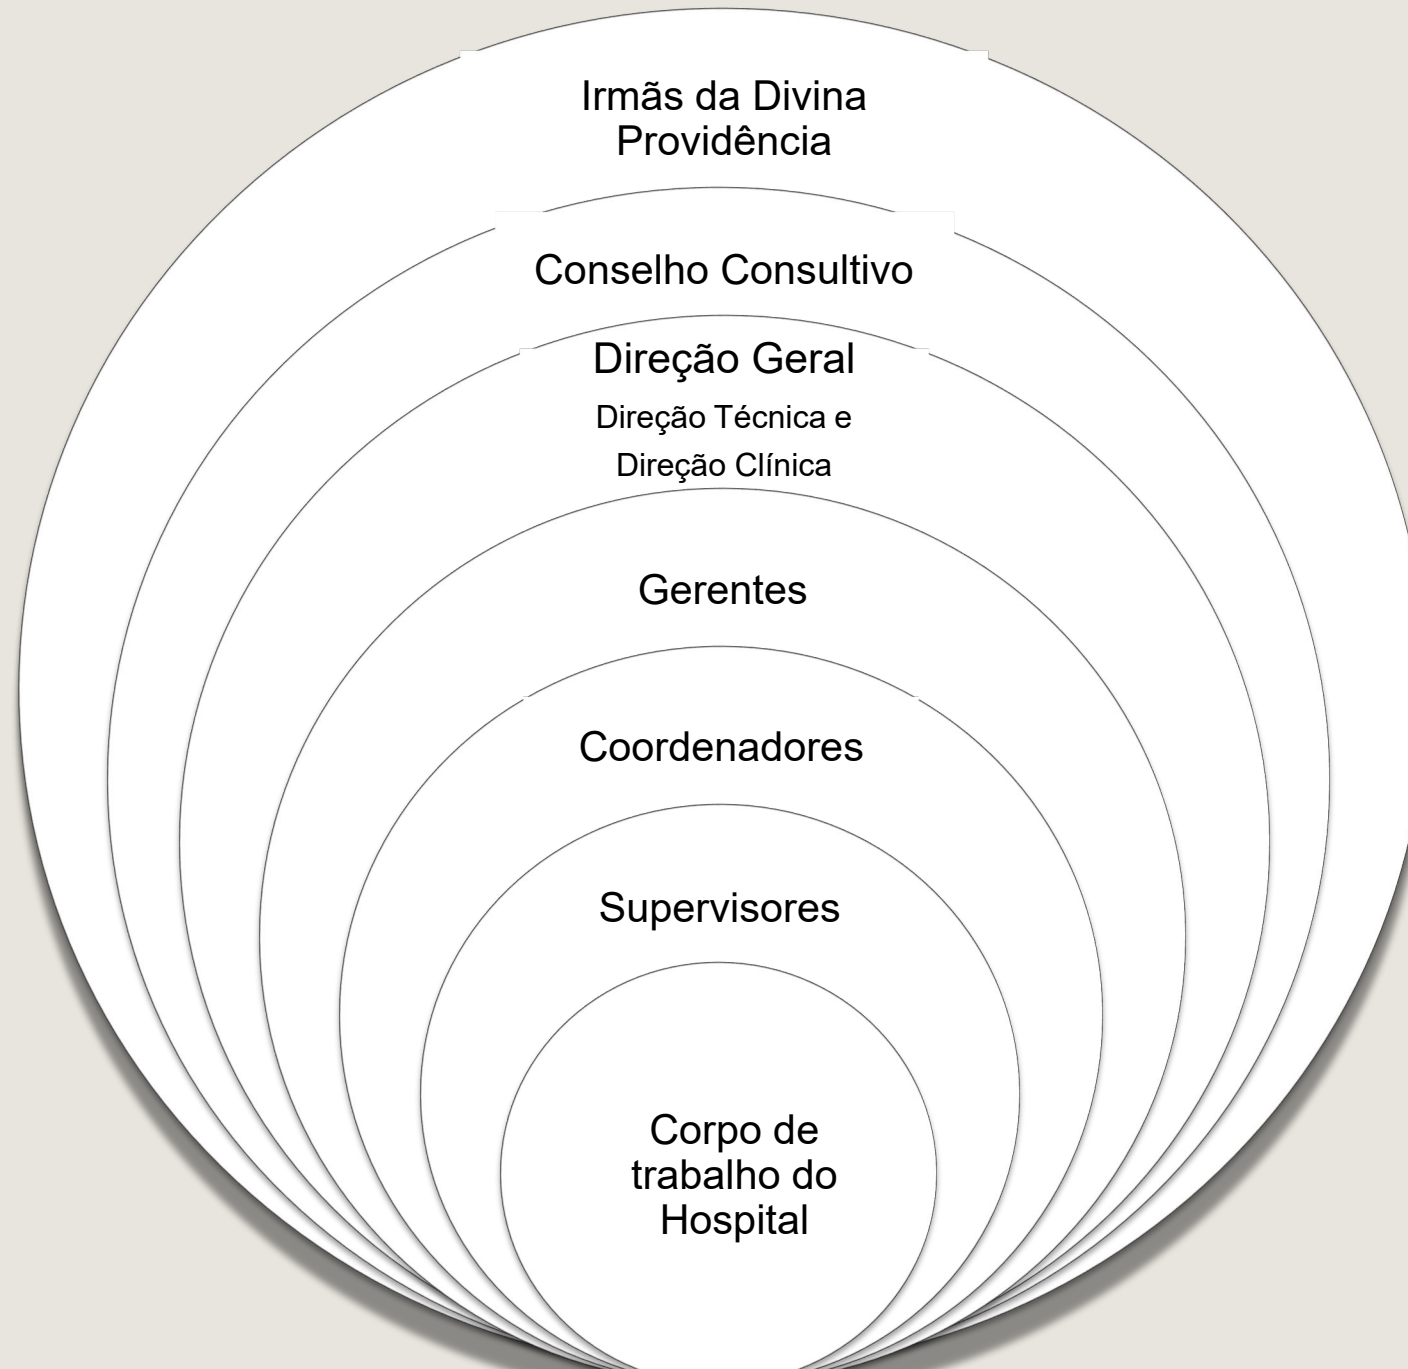 Irmãs da Divina
Providência
Conselho Consultivo
Direção Geral
Direção Técnica e
Direção Clínica
Gerentes
Coordenadores
Supervisores
Corpo de
trabalho do
Hospital